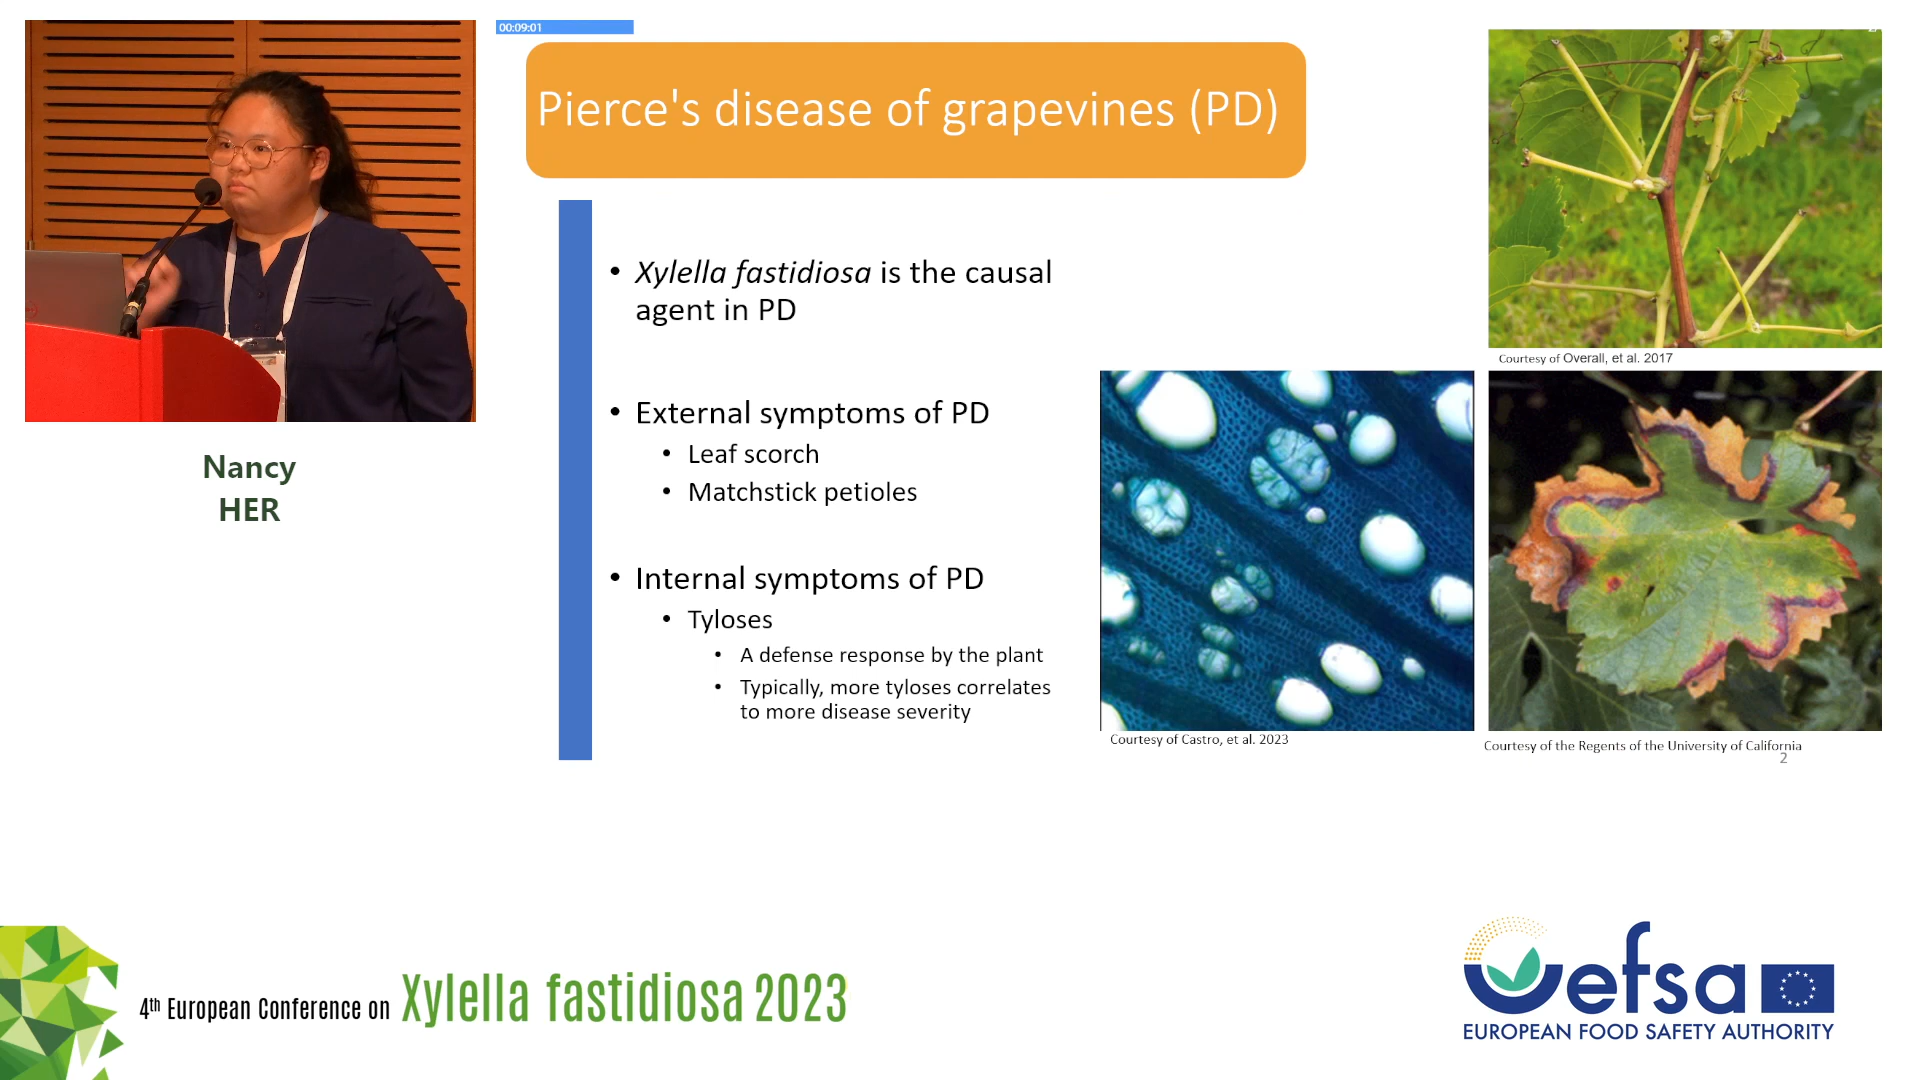 00:09:01
Pierce's disease of grapevines (PD)
• Xylella fastidiosa is the causal
agent in PD
• External symptoms of PD
• Leaf scorch
• Matchstick petioles
• Internal symptoms of PD
• Tyloses
• A defense response by the plant
• Typically, more tyloses correlates
to more disease severity
Courtesy of Overall, et al. 2017
Courtesy of Castro, et al. 2023
Courtesy of the Regents of the University of California
2
Nancy
HER
4th European Conference on Xylella fastidiosa 2023
efsa
EUROPEAN FOOD SAFETY AUTHORITY